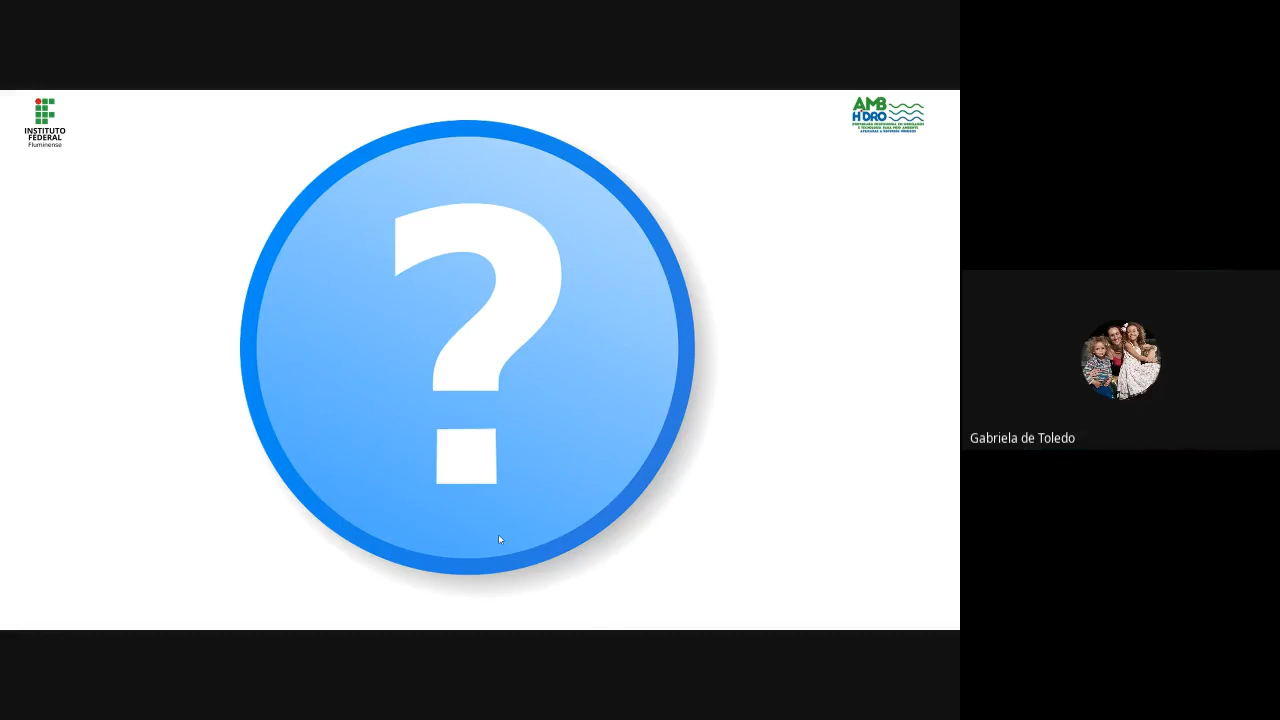 INSTITUTO
FEDERAL
Fluminense
AMB
HIDRO
?
Gabriela de Toledo